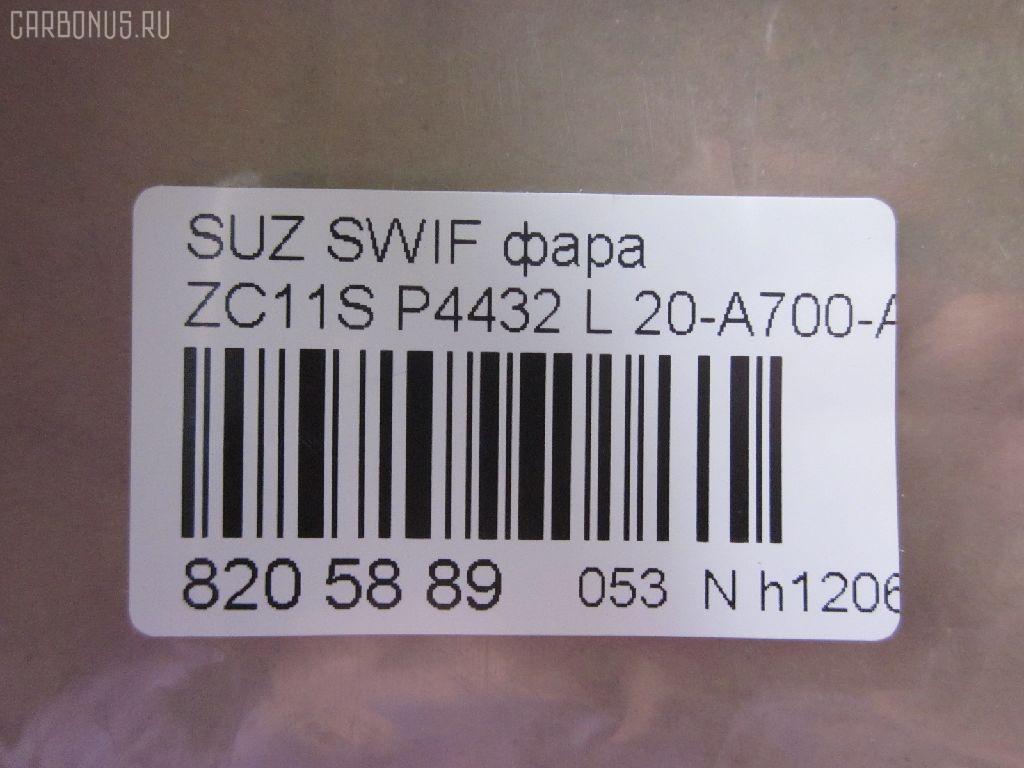 CARBONUS.RU
SUZ SWIF фара
ZC11S P4432 L 20-A700-A
820 58 89 053 N h1206